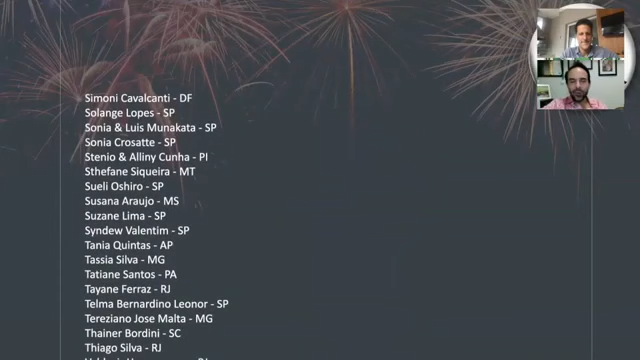 Simoni Cavalcanti - DF
Solange Lopes - SP
Sonia & Luis Munakata - SP
Sonia Crosatte - SP
Stenio & Alliny Cunha - PI
Sthefane Siqueira - MT
Sueli Oshiro - SP
Susana Araujo - MS
Suzane Lima - SP
Syndew Valentim - SP
Tania Quintas - AP
Tassia Silva - MG
Tatiane Santos - PA
Tayane Ferraz - RJ
Telma Bernardino Leonor - SP
Tereziano Jose Malta - MG
Thainer Bordini - SC
Thiago Silva - RJ